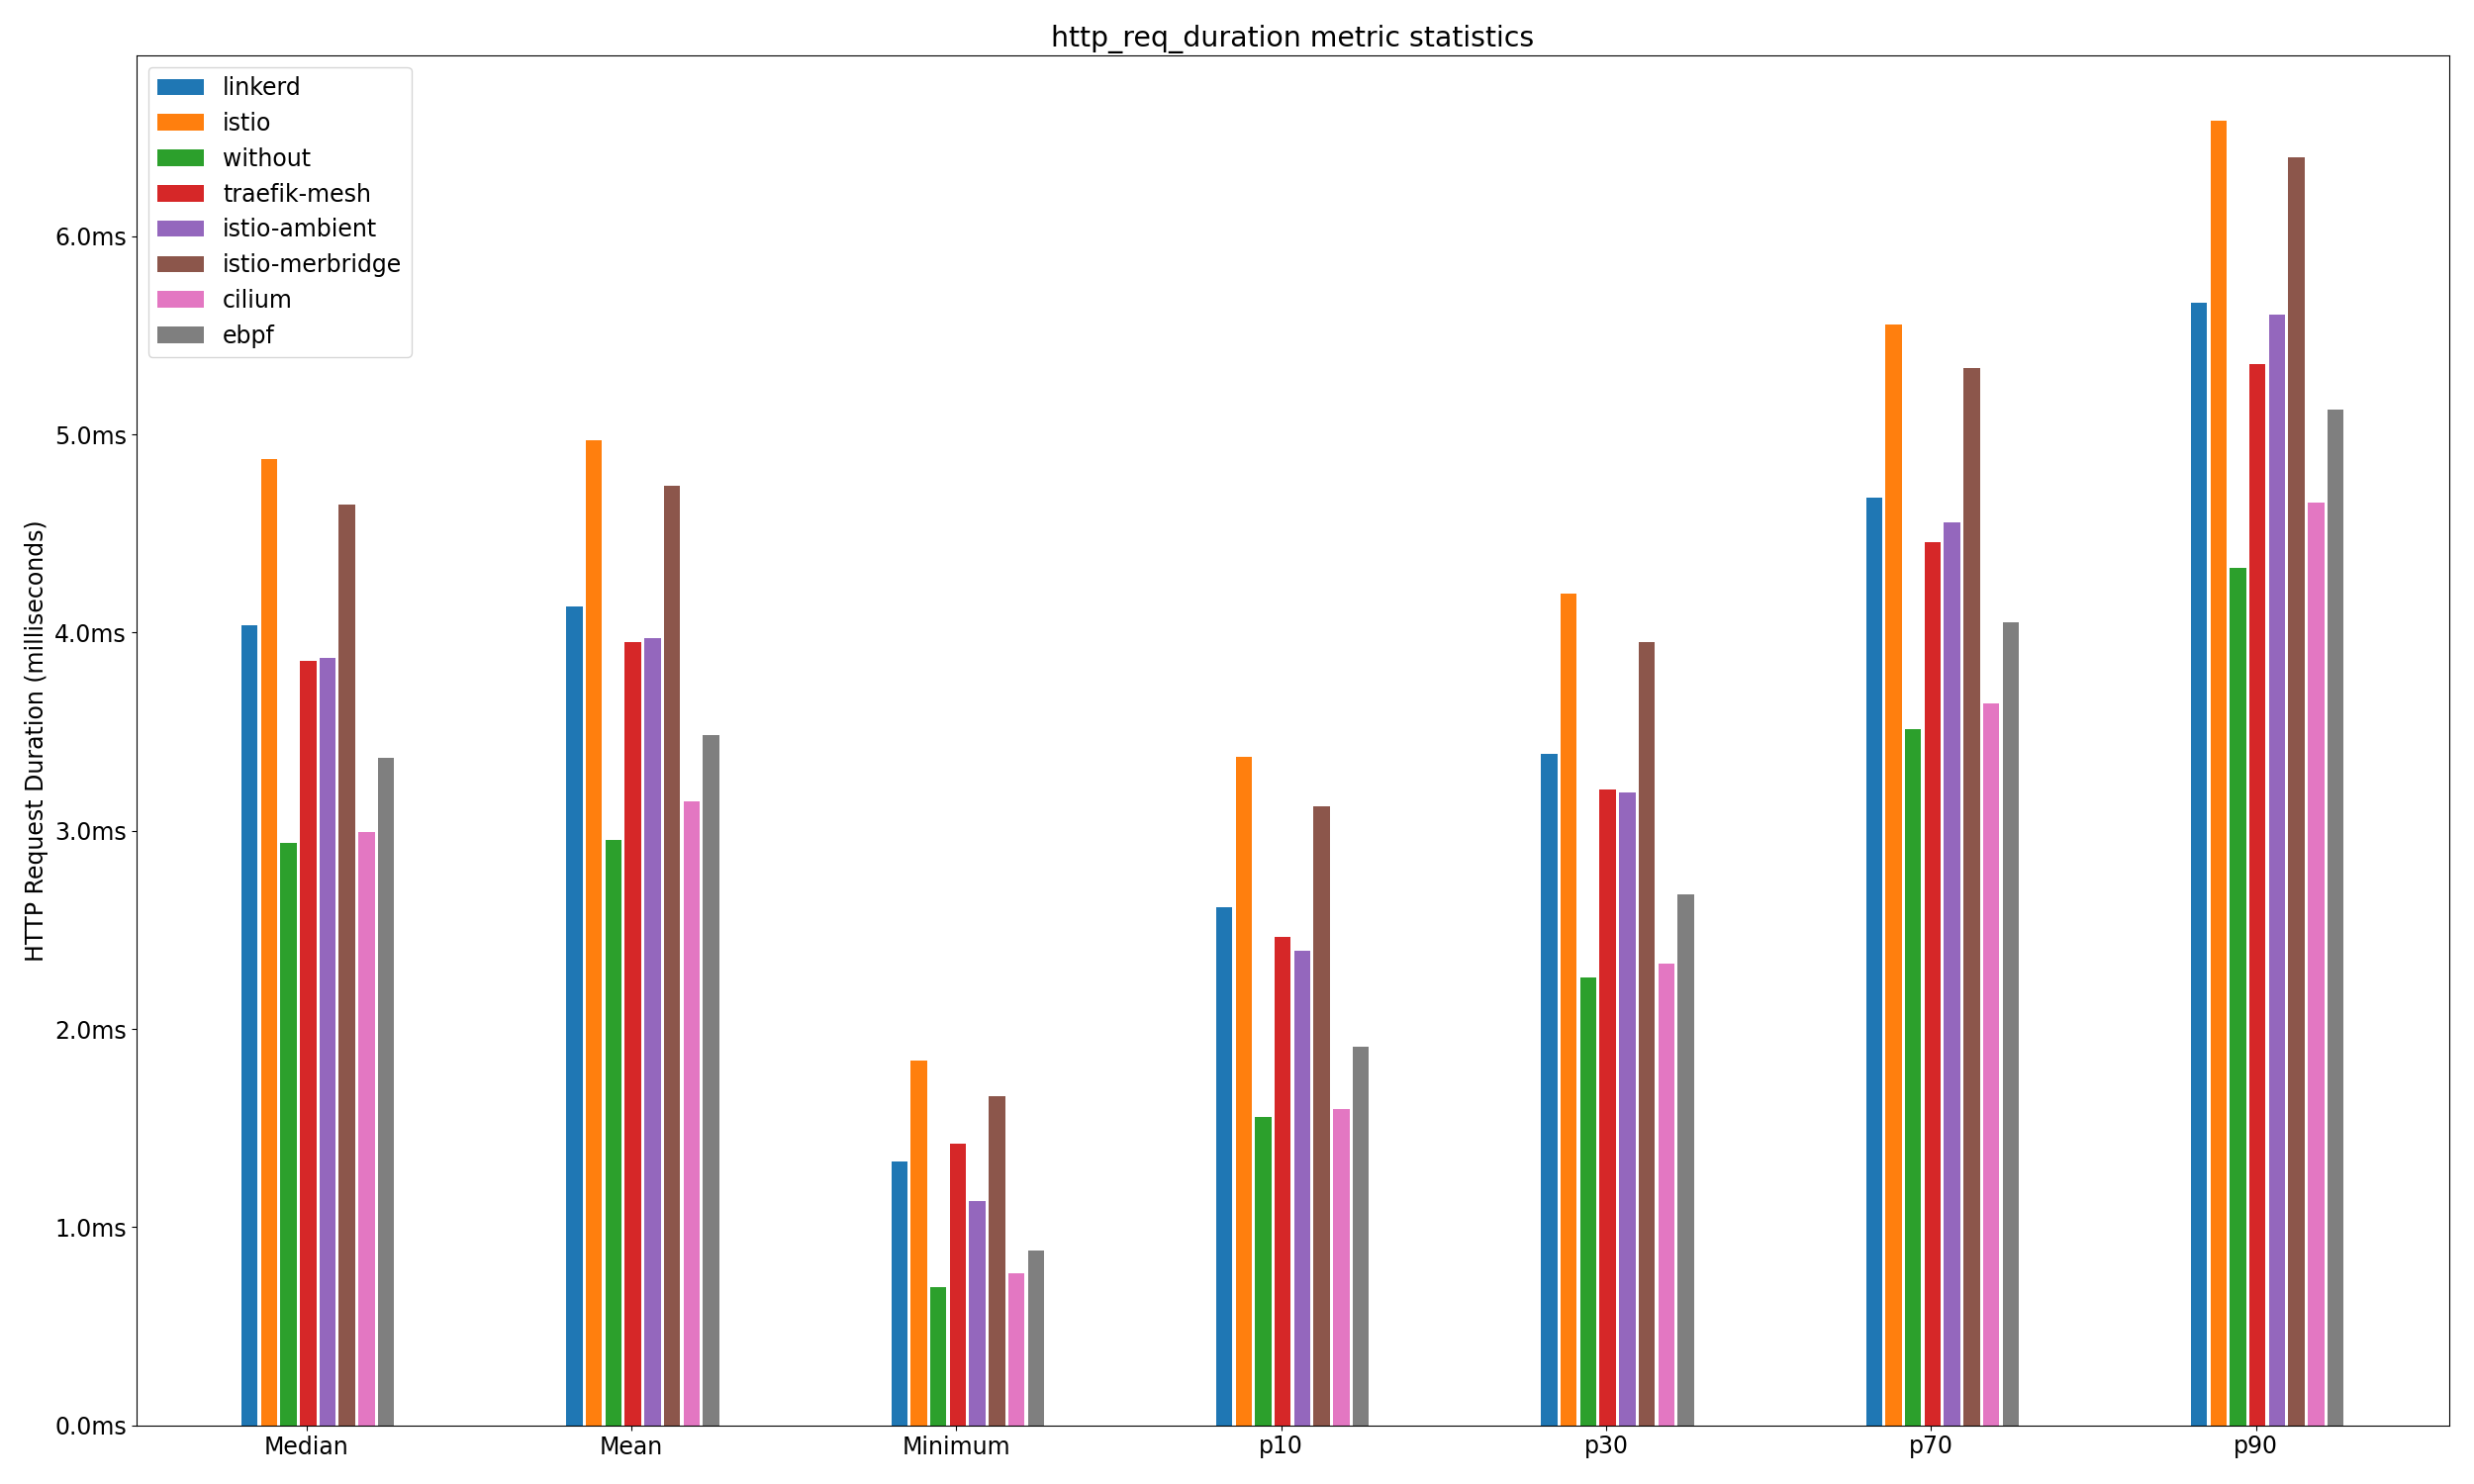 http_req_duration metric statistics
linkerd
istio
without
traefik-mesh
istio-ambient
istio-merbridge
cilium
ebpf
HTTP Request Duration (milliseconds)
6.0ms
5.0ms
4.0ms
3.0ms
2.0ms
1.0ms
0.0ms
Median Mean Minimum p10 p30 p70 p90